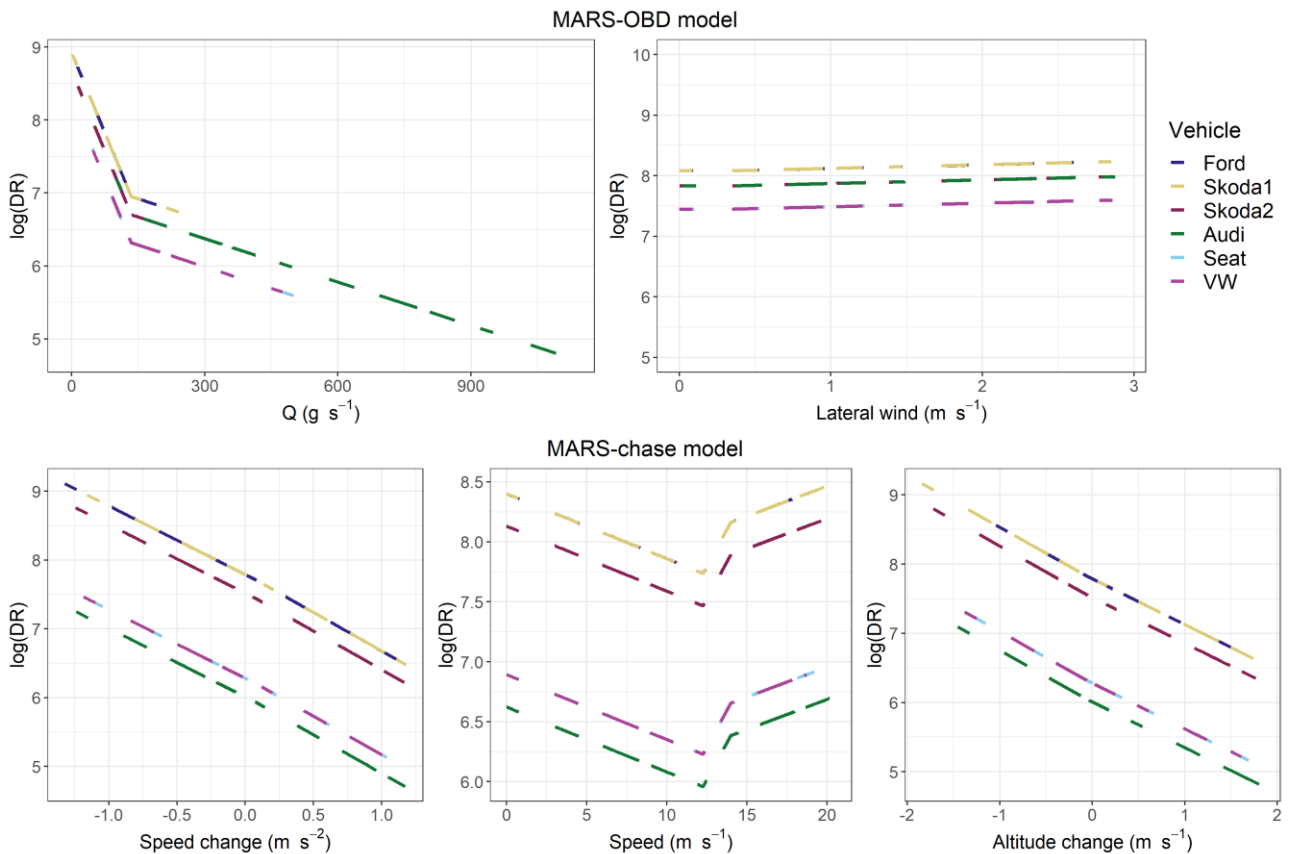 MARS-OBD model
9
8
7
6
5
log(DR)
0 300 600 900
Q (g s⁻¹)
10
9
8
7
6
5
log(DR)
0 1 2 3
Lateral wind (m s⁻¹)
Vehicle
Ford
Skoda1
Skoda2
Audi
Seat
VW
MARS-chase model
9
8
7
6
5
log(DR)
-1.0 -0.5 0.0 0.5 1.0
Speed change (m s⁻²)
8.5
8.0
7.5
7.0
6.5
6.0
log(DR)
0 5 10 15 20
Speed (m s⁻¹)
9
8
7
6
5
log(DR)
-2 -1 0 1 2
Altitude change (m s⁻¹)